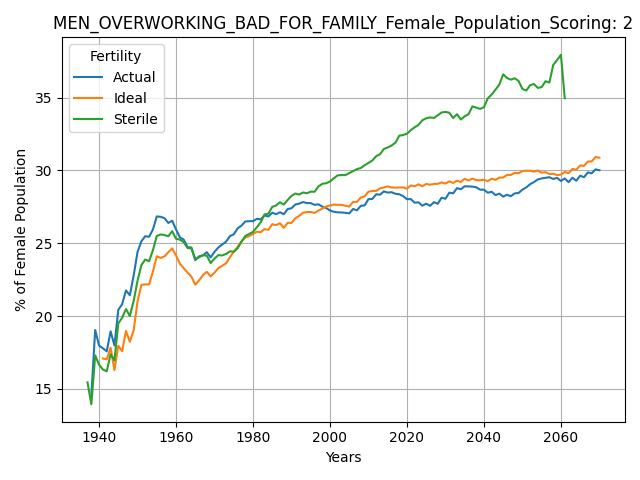 MEN_OVERWORKING_BAD_FOR_FAMILY_Female_Population_Scoring: 2
Fertility
Actual
Ideal
Sterile
% of Female Population
35
30
25
20
15
1940 1960 1980 2000 2020 2040 2060
Years